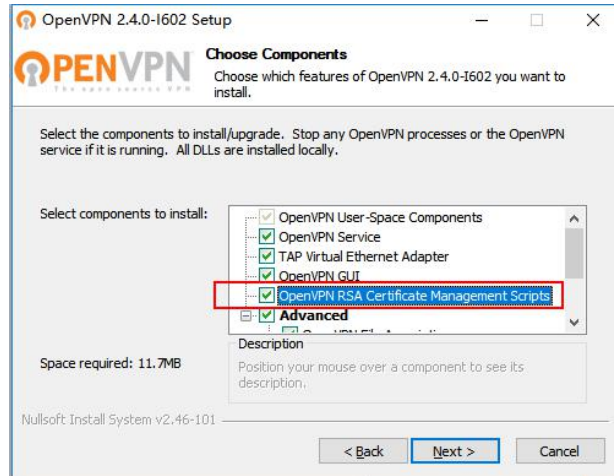 OpenVPN 2.4.0-I602 Setup
OPENVPN
The open source VPN
Choose Components
Choose which features of OpenVPN 2.4.0-I602 you want to
install.
Select the components to install/upgrade. Stop any OpenVPN processes or the OpenVPN
service if it is running. All DLLs are installed locally.
Select components to install:
OpenVPN User-Space Components
OpenVPN Service
TAP Virtual Ethernet Adapter
OpenVPN GUI
OpenVPN RSA Certificate Management Scripts
Advanced
Description
Space required: 11.7MB
Position your mouse over a component to see its
description.
Nullsoft Install System v2.46-101
< Back
Next >
Cancel